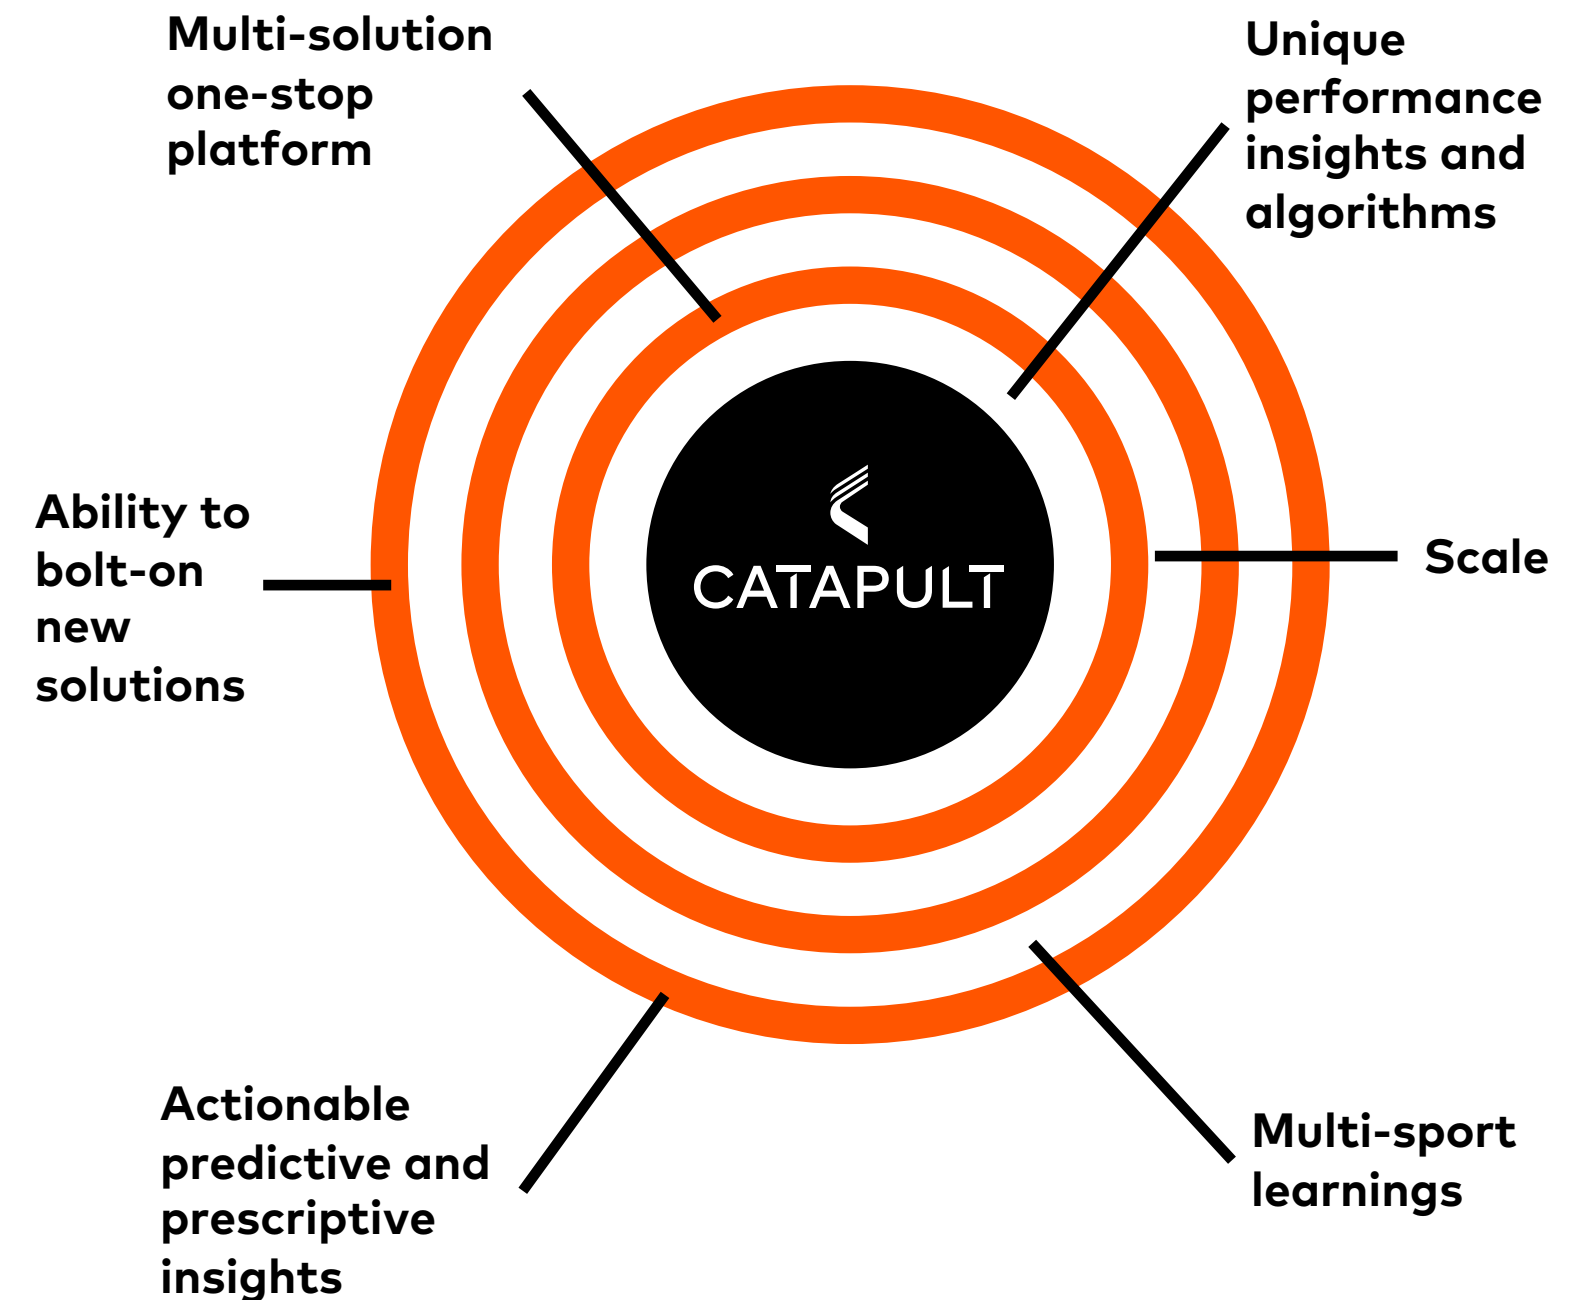 Multi-solution
one-stop
platform
Unique
performance
insights and
algorithms
Ability to
bolt-on
new
solutions
CATAPULT
Scale
Actionable
predictive and
prescriptive
insights
Multi-sport
learnings